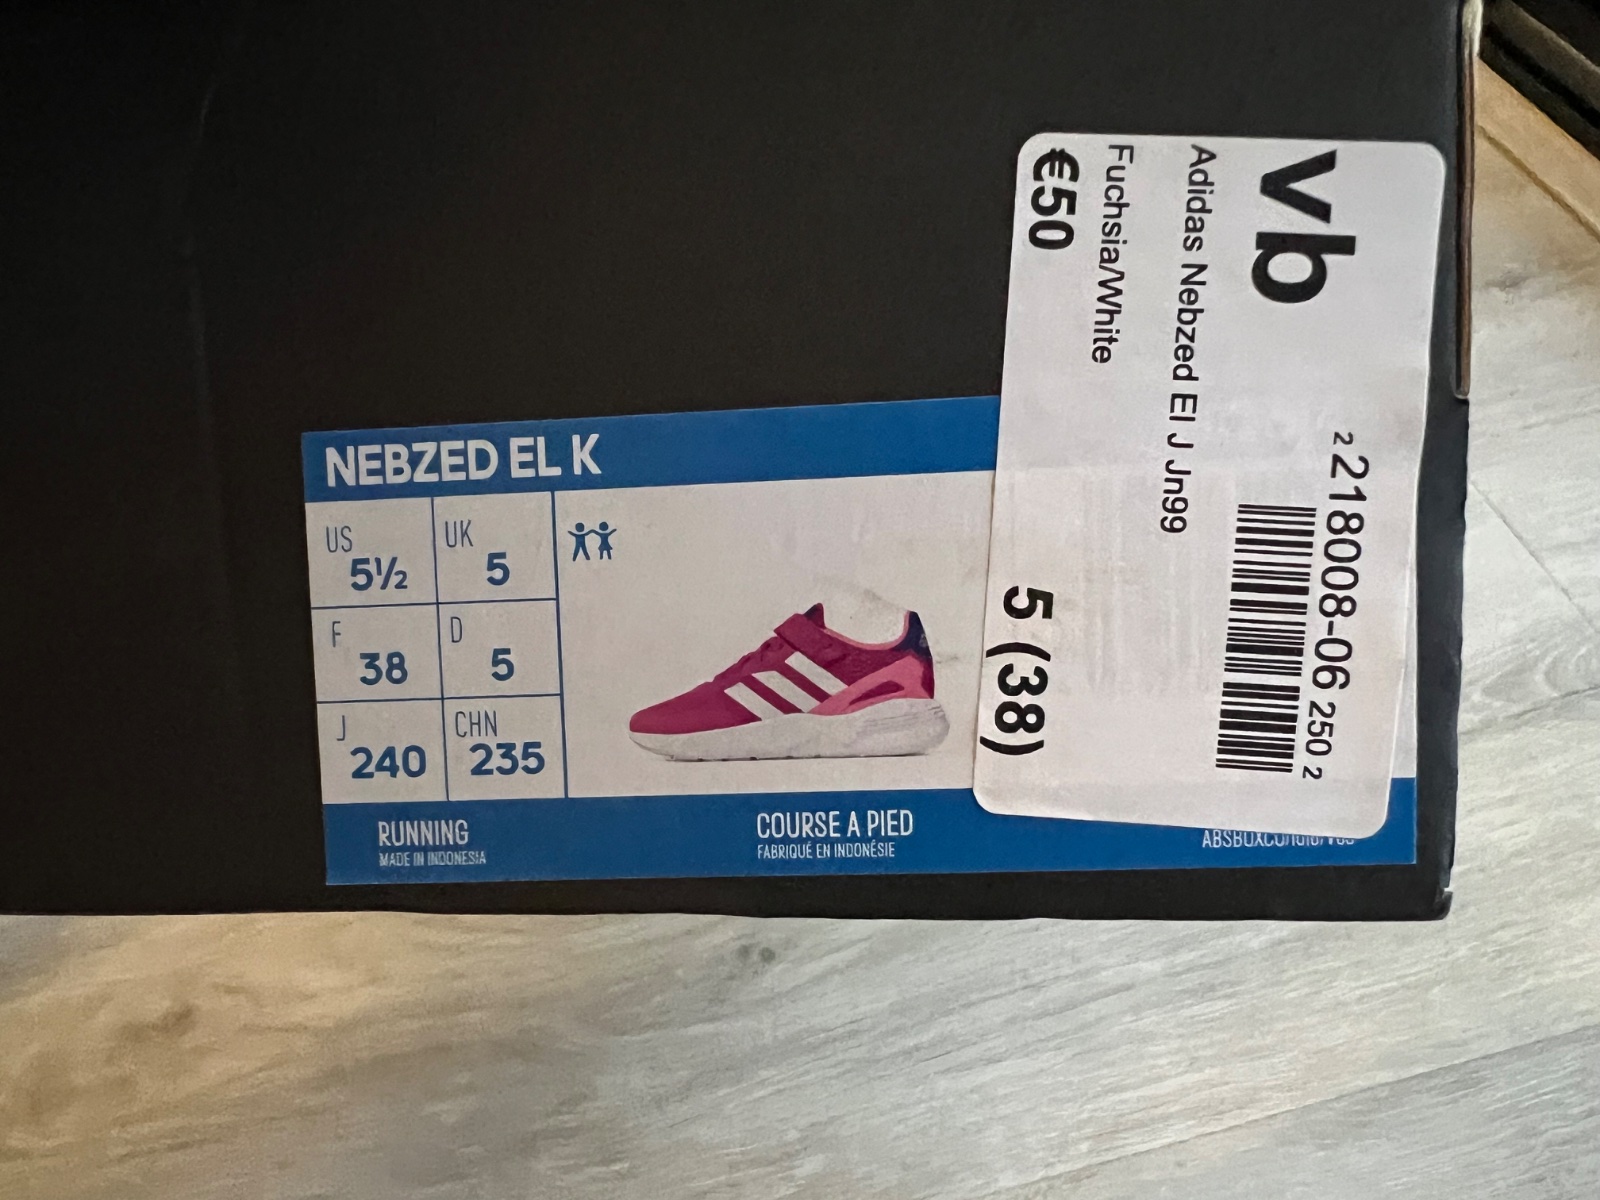 NEBZED EL K
US 5½
UK 5
F 38
D 5
J 240
CHN 235
RUNNING
MADE IN INDONESIA
COURSE A PIED
FABRIQUÉ EN INDONÉSIE
Vb
2 218008-06 250 2
Adidas Nebzed El J Jn99
Fuchsia/White
€50
5 (38)